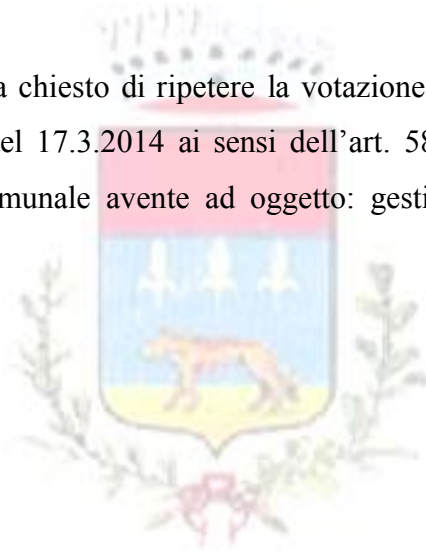 a chiesto di ripetere la votazione
el 17.3.2014 ai sensi dell’art. 58
munale avente ad oggetto: gesti